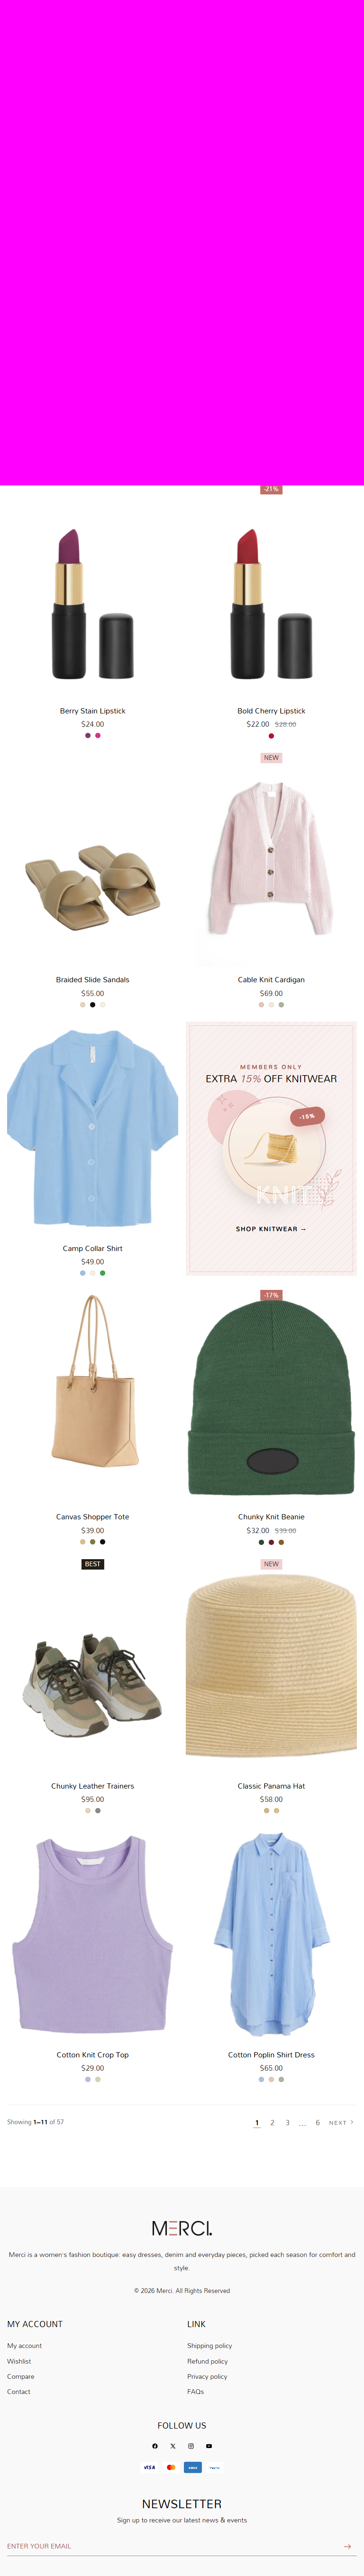 -21%
Berry Stain Lipstick
$24.00
Bold Cherry Lipstick
$22.00 $28.00
NEW
Braided Slide Sandals
$55.00
Cable Knit Cardigan
$69.00
Camp Collar Shirt
$49.00
MEMBERS ONLY
EXTRA 15% OFF KNITWEAR
-15%
KNIT
SHOP KNITWEAR →
Canvas Shopper Tote
$39.00
-17%
Chunky Knit Beanie
$32.00 $39.00
BEST
Chunky Leather Trainers
$95.00
NEW
Classic Panama Hat
$58.00
Cotton Knit Crop Top
$29.00
Cotton Poplin Shirt Dress
$65.00
Showing 1–11 of 57
1 2 3 … 6 NEXT
MERCI.
Merci is a women's fashion boutique: easy dresses, denim and everyday pieces, picked each season for comfort and
style.
© 2026 Merci. All Rights Reserved
MY ACCOUNT
My account
Wishlist
Compare
Contact
LINK
Shipping policy
Refund policy
Privacy policy
FAQs
FOLLOW US
VISA
NEWSLETTER
Sign up to receive our latest news & events
ENTER YOUR EMAIL